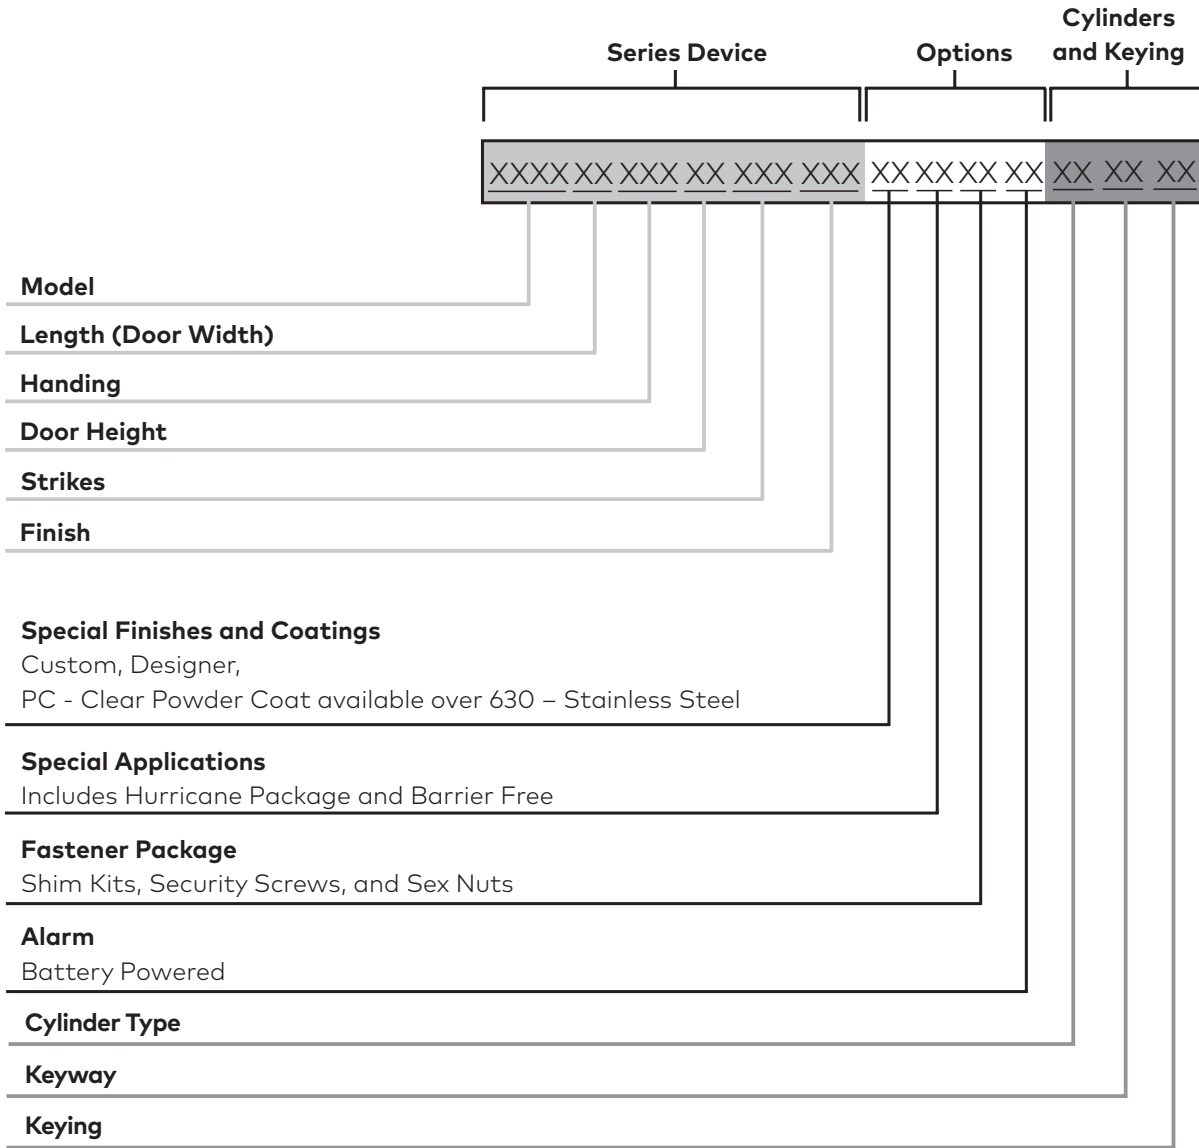 Cylinders
Series Device Options and Keying
XXXX XX XXX XX XXX XXX XX XX XX XX XX XX XX
Model
Length (Door Width)
Handing
Door Height
Strikes
Finish
Special Finishes and Coatings
Custom, Designer,
PC - Clear Powder Coat available over 630 – Stainless Steel
Special Applications
Includes Hurricane Package and Barrier Free
Fastener Package
Shim Kits, Security Screws, and Sex Nuts
Alarm
Battery Powered
Cylinder Type
Keyway
Keying